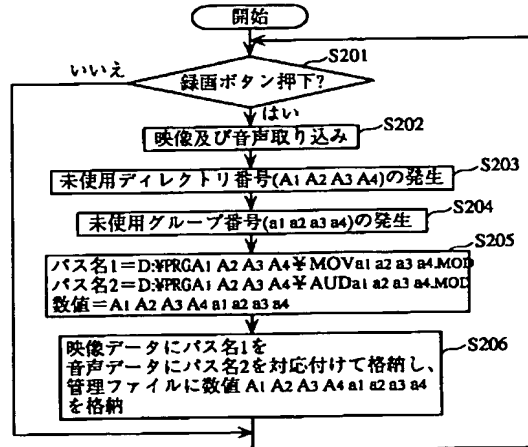 開始
S201
いいえ
録画ボタン押下?
はい
S202
映像及び音声取り込み
S203
未使用ディレクトリ番号(A1 A2 A3 A4)の発生
S204
未使用グループ番号(a1 a2 a3 a4)の発生
S205
パス名1=D:¥PRGA1 A2 A3 A4¥MOVa1 a2 a3 a4.MOD
パス名2=D:¥PRGA1 A2 A3 A4¥AUDa1 a2 a3 a4.MOD
数値=A1 A2 A3 A4 a1 a2 a3 a4
S206
映像データにパス名1を
音声データにパス名2を対応付けて格納し、
管理ファイルに数値 A1 A2 A3 A4 a1 a2 a3 a4
を格納